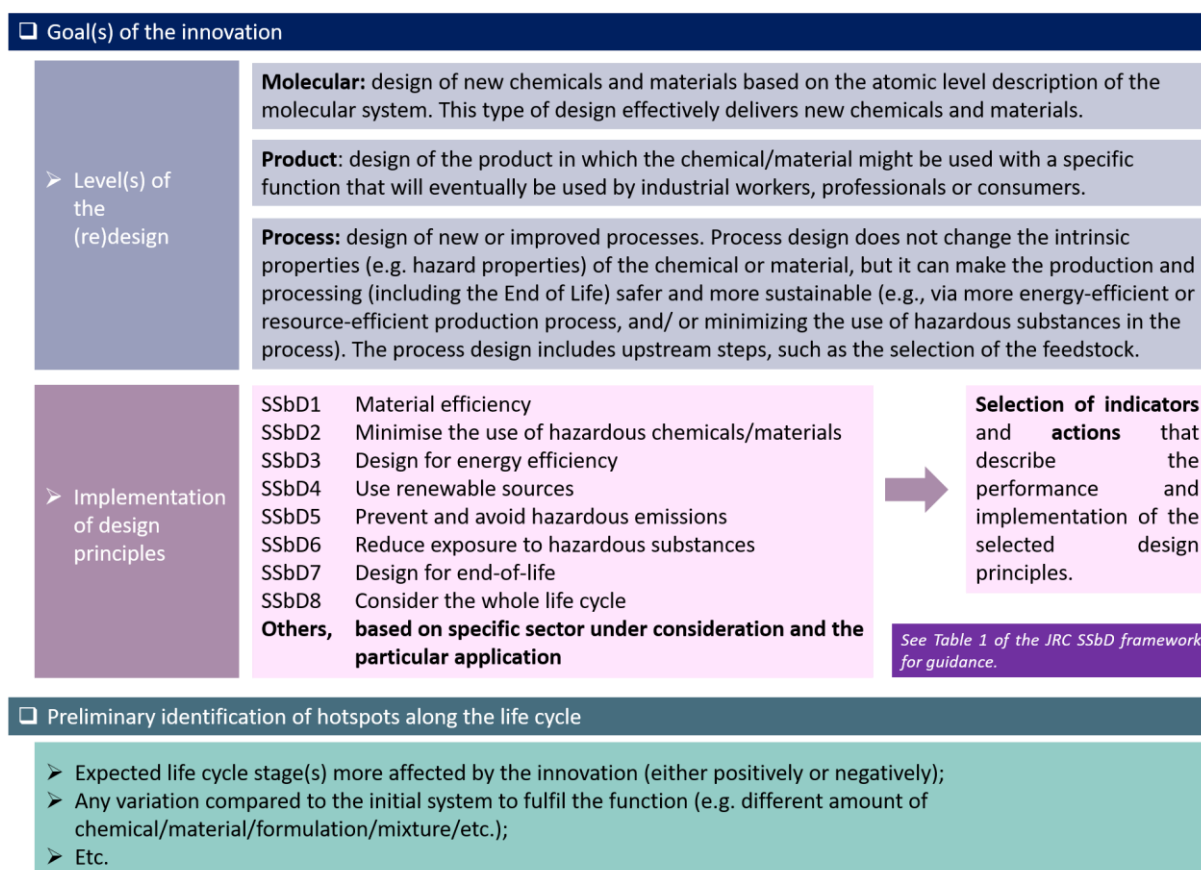 ❑ Goal(s) of the innovation
Molecular: design of new chemicals and materials based on the atomic level description of the
molecular system. This type of design effectively delivers new chemicals and materials.
➢ Level(s) of
the
(re)design
Product: design of the product in which the chemical/material might be used with a specific
function that will eventually be used by industrial workers, professionals or consumers.
Process: design of new or improved processes. Process design does not change the intrinsic
properties (e.g. hazard properties) of the chemical or material, but it can make the production and
processing (including the End of Life) safer and more sustainable (e.g., via more energy-efficient or
resource-efficient production process, and/ or minimizing the use of hazardous substances in the
process). The process design includes upstream steps, such as the selection of the feedstock.
➢ Implementation
of design
principles
SSbD1 Material efficiency
SSbD2 Minimise the use of hazardous chemicals/materials
SSbD3 Design for energy efficiency
SSbD4 Use renewable sources
SSbD5 Prevent and avoid hazardous emissions
SSbD6 Reduce exposure to hazardous substances
SSbD7 Design for end-of-life
SSbD8 Consider the whole life cycle
Others, based on specific sector under consideration and the
particular application
Selection of indicators
and actions that
describe the
performance and
implementation of the
selected design
principles.
See Table 1 of the JRC SSbD framework
for guidance.
❑ Preliminary identification of hotspots along the life cycle
➢ Expected life cycle stage(s) more affected by the innovation (either positively or negatively);
➢ Any variation compared to the initial system to fulfil the function (e.g. different amount of
chemical/material/formulation/mixture/etc.);
➢ Etc.